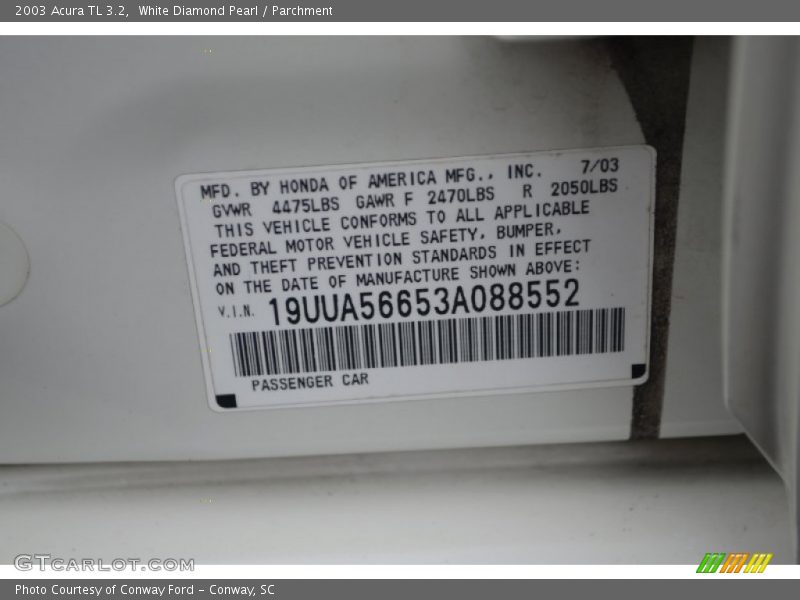 2003 Acura TL 3.2,  White Diamond Pearl / Parchment
MFD. BY HONDA OF AMERICA MFG., INC. 7/03
GVWR 4475LBS GAWR F 2470LBS R 2050LBS
THIS VEHICLE CONFORMS TO ALL APPLICABLE
FEDERAL MOTOR VEHICLE SAFETY, BUMPER,
AND THEFT PREVENTION STANDARDS IN EFFECT
ON THE DATE OF MANUFACTURE SHOWN ABOVE:
V.I.N. 19UUA56653A088552
PASSENGER CAR
GTCARLOT.COM
Photo Courtesy of Conway Ford – Conway, SC